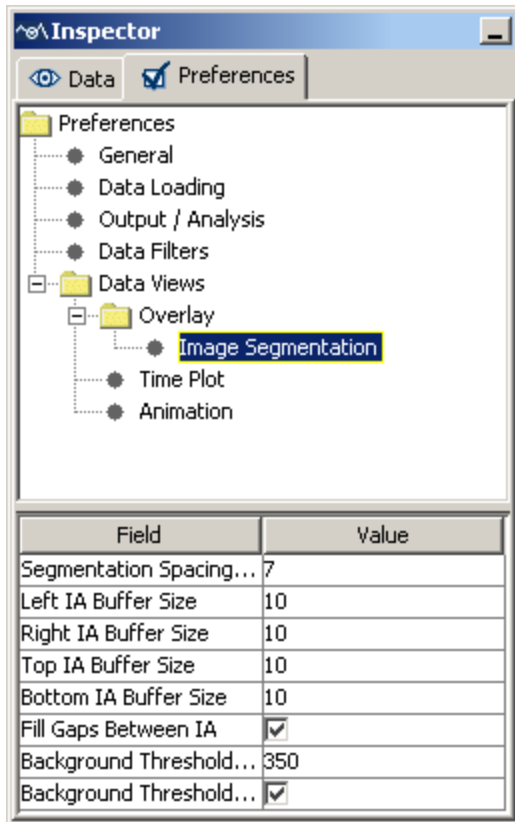 Inspector
Data Preferences
Preferences
General
Data Loading
Output / Analysis
Data Filters
Data Views
Overlay
Image Segmentation
Time Plot
Animation
Field Value
Segmentation Spacing... 7
Left IA Buffer Size 10
Right IA Buffer Size 10
Top IA Buffer Size 10
Bottom IA Buffer Size 10
Fill Gaps Between IA
Background Threshold... 350
Background Threshold...